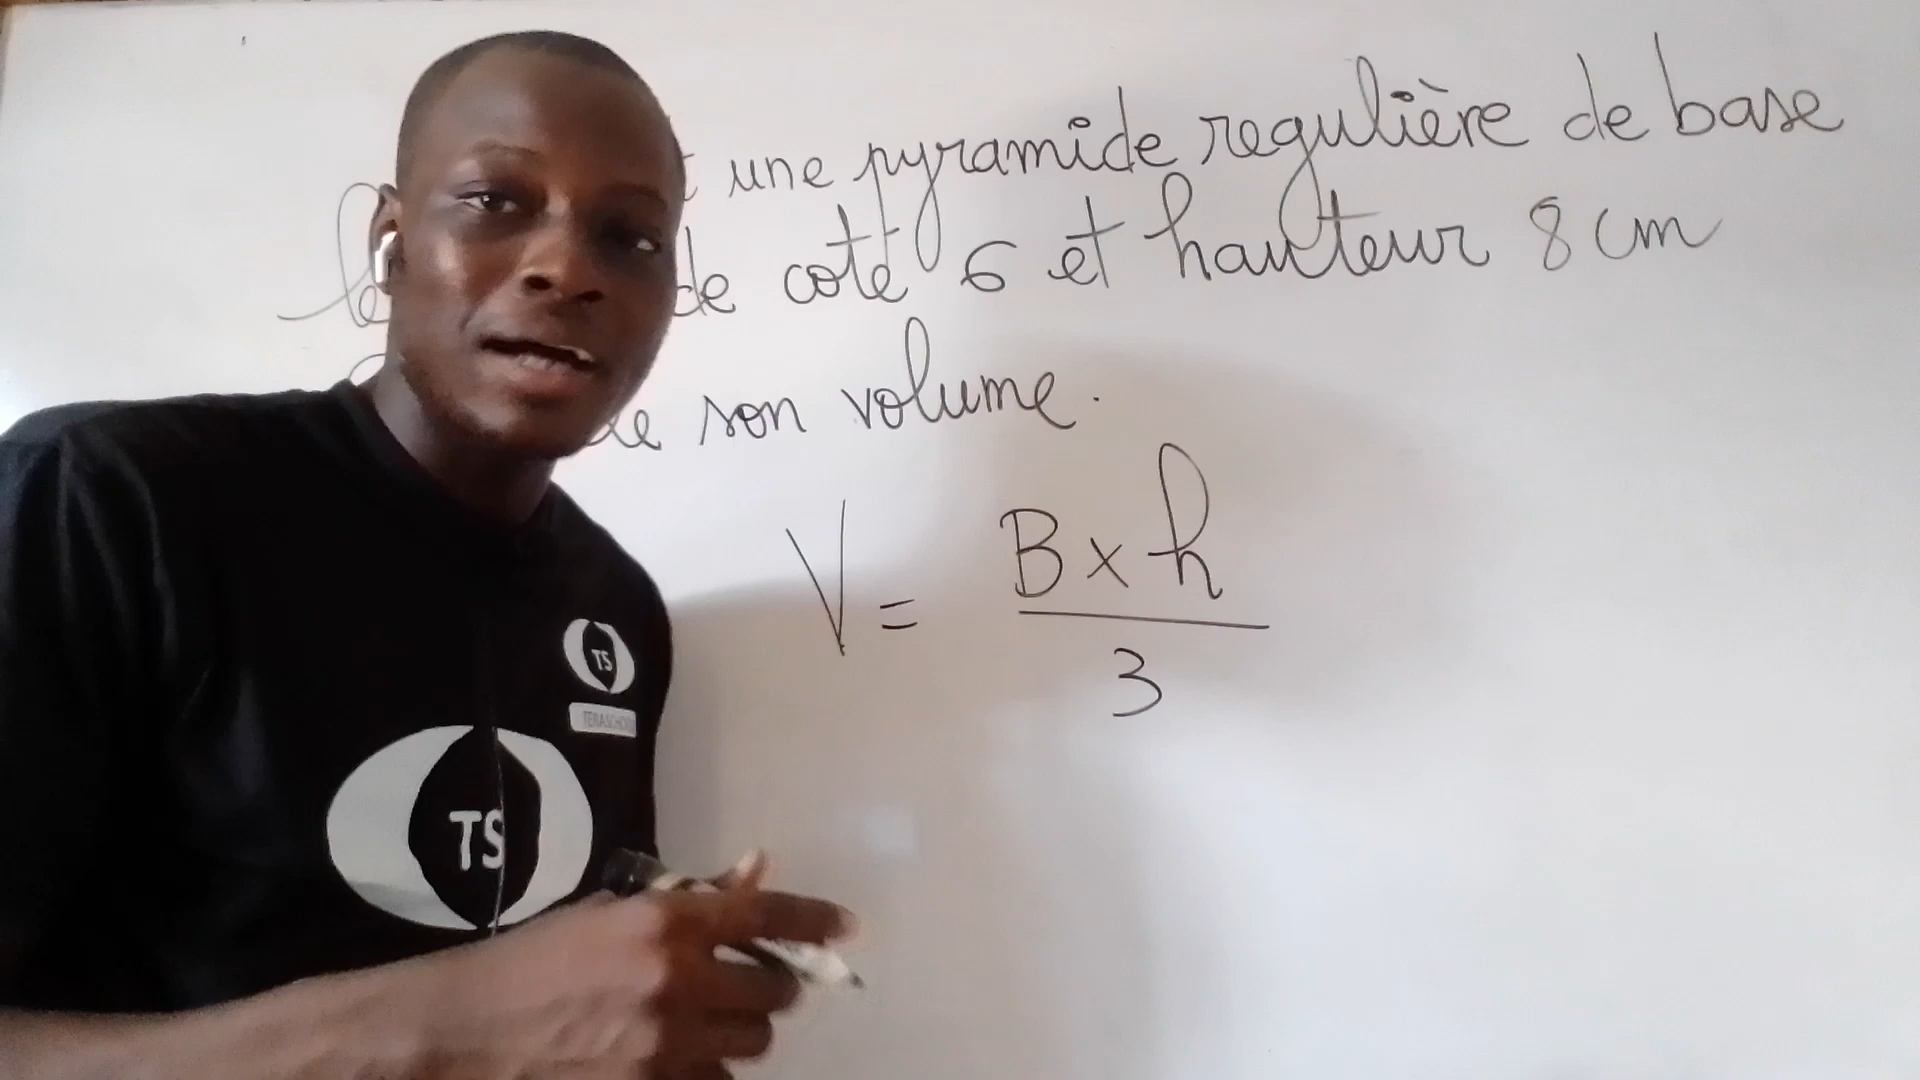 une pyramide regulière de base
de coté 6 et hauteur 8 cm
son volume.
V = B x h
3
TS
TERASCHOOL
TS